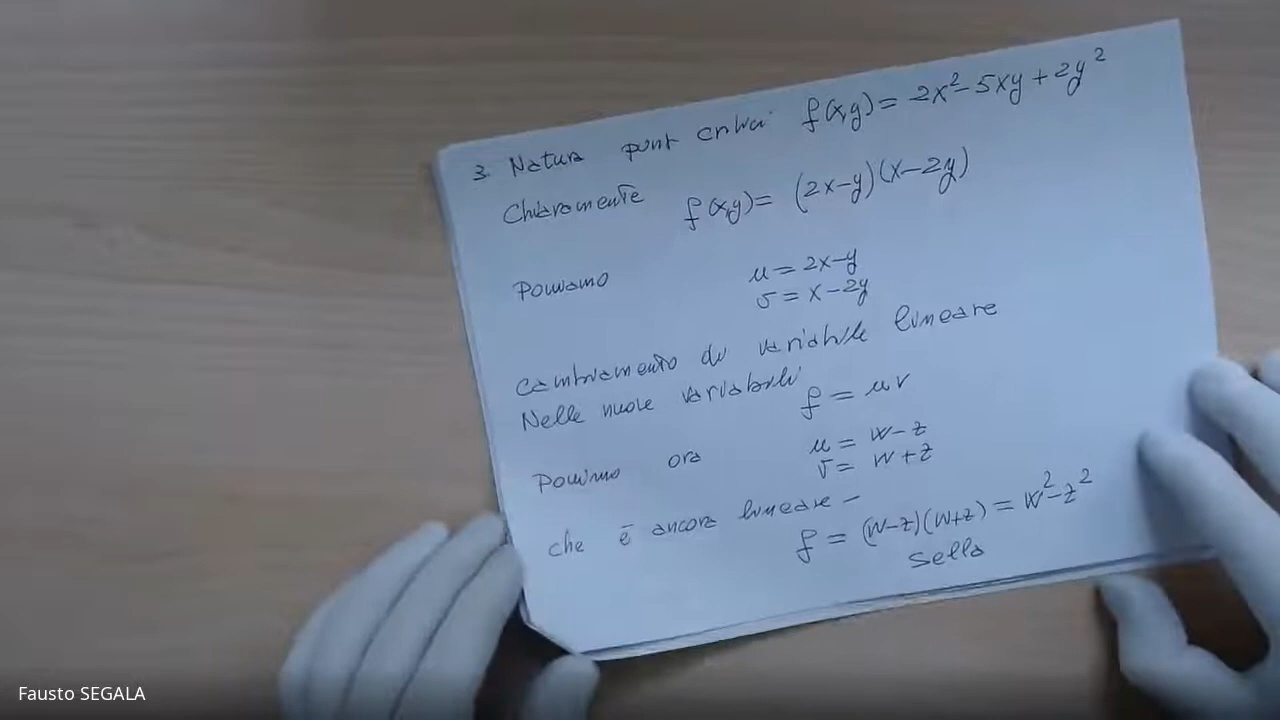 3. Natura punti critici f(x,y) = 2x² - 5xy + 2y²
Chiaramente f(x,y) = (2x-y)(x-2y)
Poniamo u = 2x-y
v = x-2y
Cambiamento di variabile lineare
Nelle nuove variabili f = uv
Poniamo ora u = w-z
v = w+z
che è ancora lineare -
f = (w-z)(w+z) = w² - z²
Sella
Fausto SEGALA